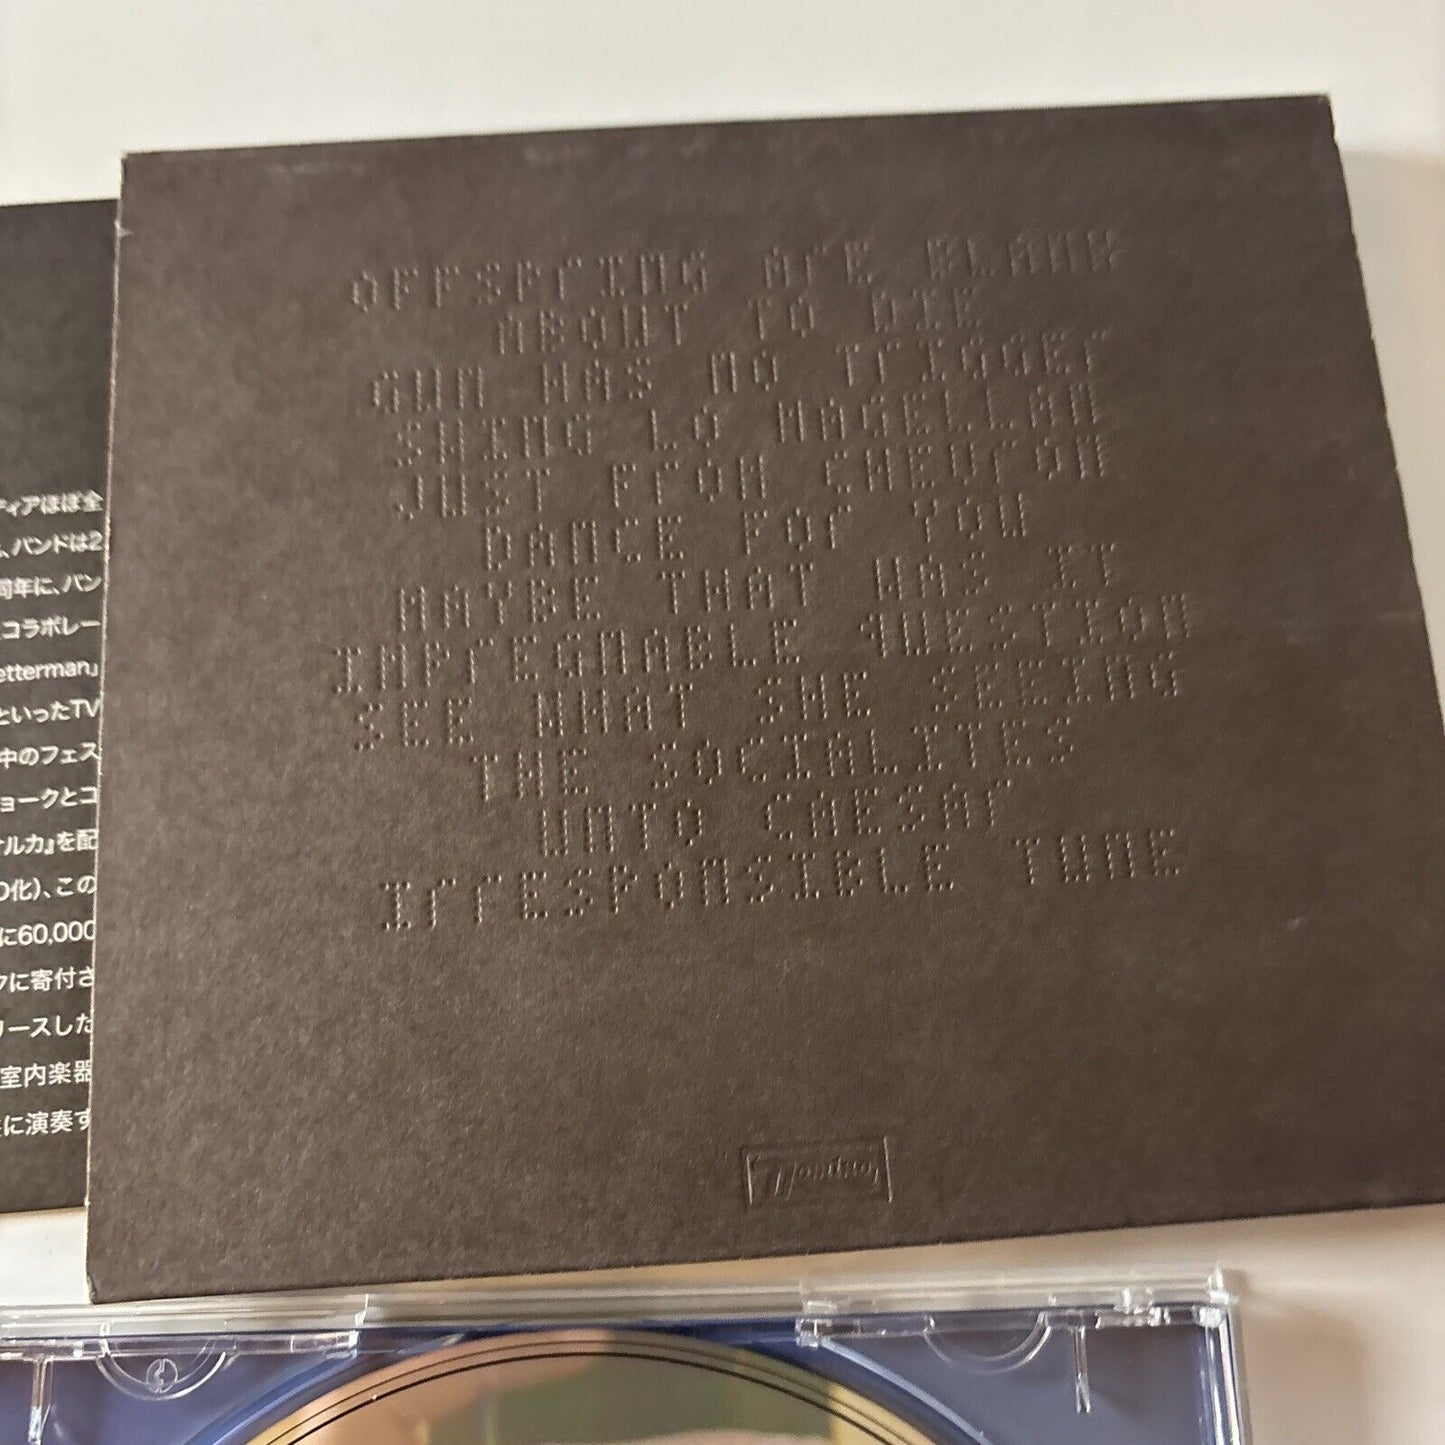 OFFSPrING ArE BLANK
ABOUT TO DIE
GUN HAS NO TrIGGEr
SWING LO MAGELLAN
JUST FrOM CHEVrON
DANCE FOr YOU
MAYBE THAT WAS IT
IMPrEGNABLE QUESTION
SEE WHAT SHE SEEING
THE SOCIALITES
UNTO CAESAr
IrrESPONSIBLE TUNE
ディアほぼ全
、バンドは2
同年に、バン
コラボレー
etterman」
といったTV
中のフェス
ョークとコ
オルカ』を配
D化)、この
に60,000
クに寄付さ
リースした
室内楽器
に演奏す